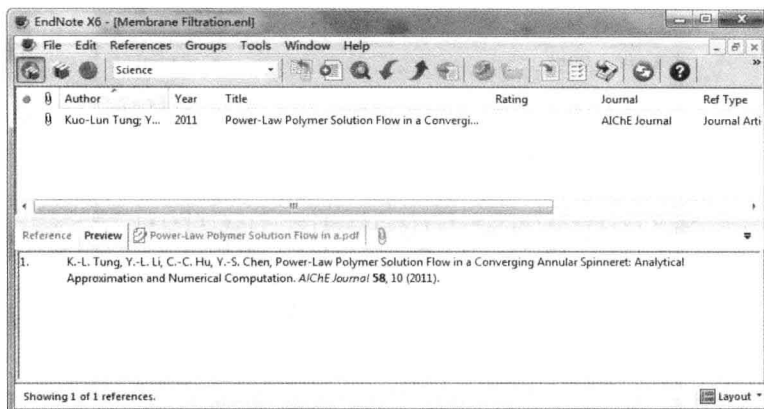 EndNote X6 - [Membrane Filtration.enl]
File Edit References Groups Tools Window Help
Science
Author Year Title Rating Journal Ref Type
Kuo-Lun Tung; Y... 2011 Power-Law Polymer Solution Flow in a Convergi... AIChE Journal Journal Arti
Reference Preview Power-Law Polymer Solution Flow in a.pdf
1. K.-L. Tung, Y.-L. Li, C.-C. Hu, Y.-S. Chen, Power-Law Polymer Solution Flow in a Converging Annular Spinneret: Analytical
Approximation and Numerical Computation. AIChE Journal 58, 10 (2011).
Showing 1 of 1 references.
Layout